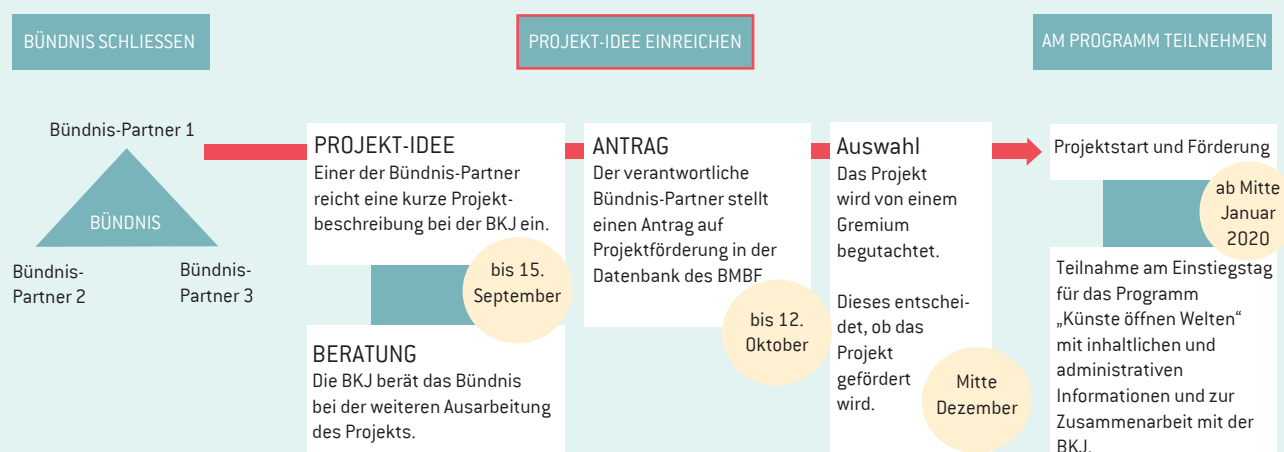 BÜNDNIS SCHLIESSEN
PROJEKT-IDEE EINREICHEN
AM PROGRAMM TEILNEHMEN
Bündnis-Partner 1
BÜNDNIS
Bündnis-
Partner 2
Bündnis-
Partner 3
PROJEKT-IDEE
Einer der Bündnis-Partner
reicht eine kurze Projekt-
beschreibung bei der BKJ ein.
bis 15.
September
BERATUNG
Die BKJ berät das Bündnis
bei der weiteren Ausarbeitung
des Projekts.
ANTRAG
Der verantwortliche
Bündnis-Partner stellt
einen Antrag auf
Projektförderung in der
Datenbank des BMBF
bis 12.
Oktober
Auswahl
Das Projekt
wird von einem
Gremium
begutachtet.
Dieses entschei-
det, ob das
Projekt
gefördert
wird.
Mitte
Dezember
Projektstart und Förderung
ab Mitte
Januar
2020
Teilnahme am Einstiegstag
für das Programm
„Künste öffnen Welten“
mit inhaltlichen und
administrativen
Informationen und zur
Zusammenarbeit mit der
BKJ.